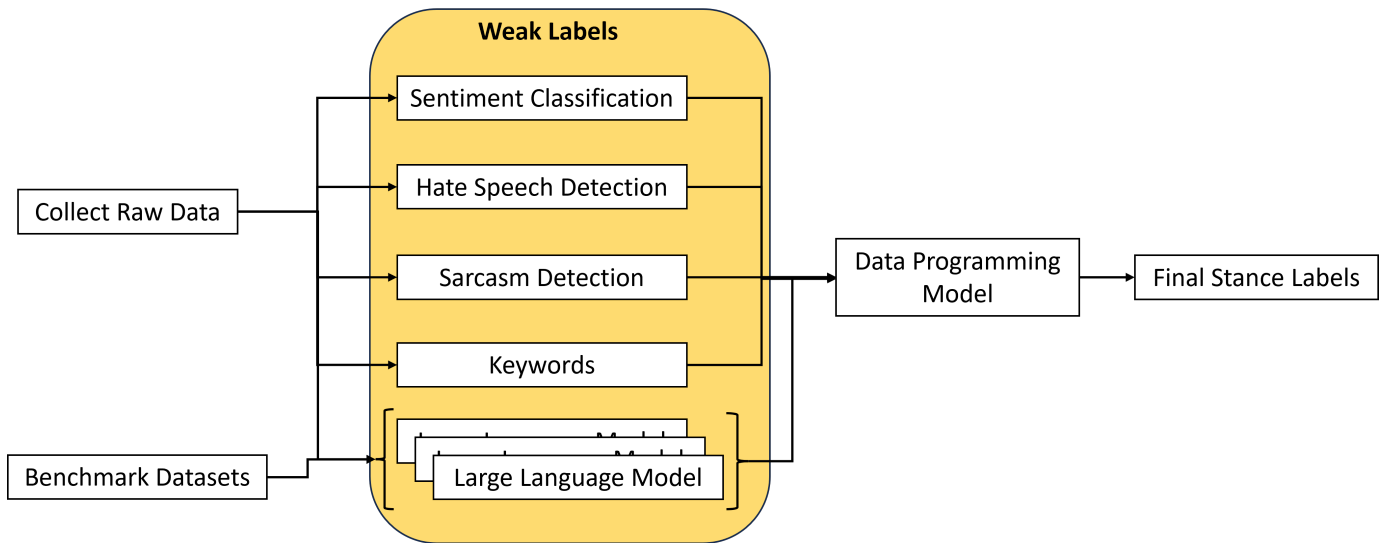 Weak Labels
Sentiment Classification
Hate Speech Detection
Collect Raw Data
Sarcasm Detection
Data Programming
Model
Final Stance Labels
Keywords
Benchmark Datasets
Large Language Model